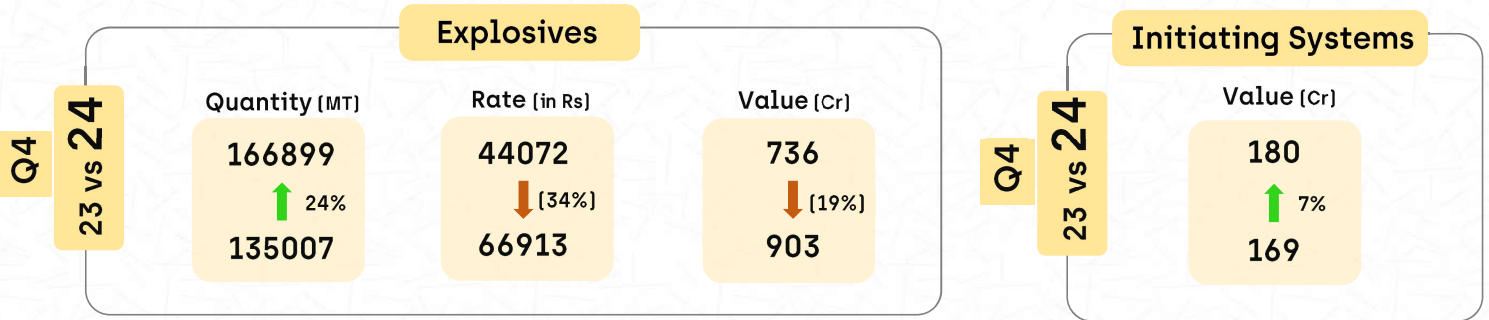 Explosives
Q4
23 vs 24
Quantity (MT)
166899
24%
135007
Rate (in Rs)
44072
(34%)
66913
Value (Cr)
736
(19%)
903
Initiating Systems
Q4
23 vs 24
Value (Cr)
180
7%
169